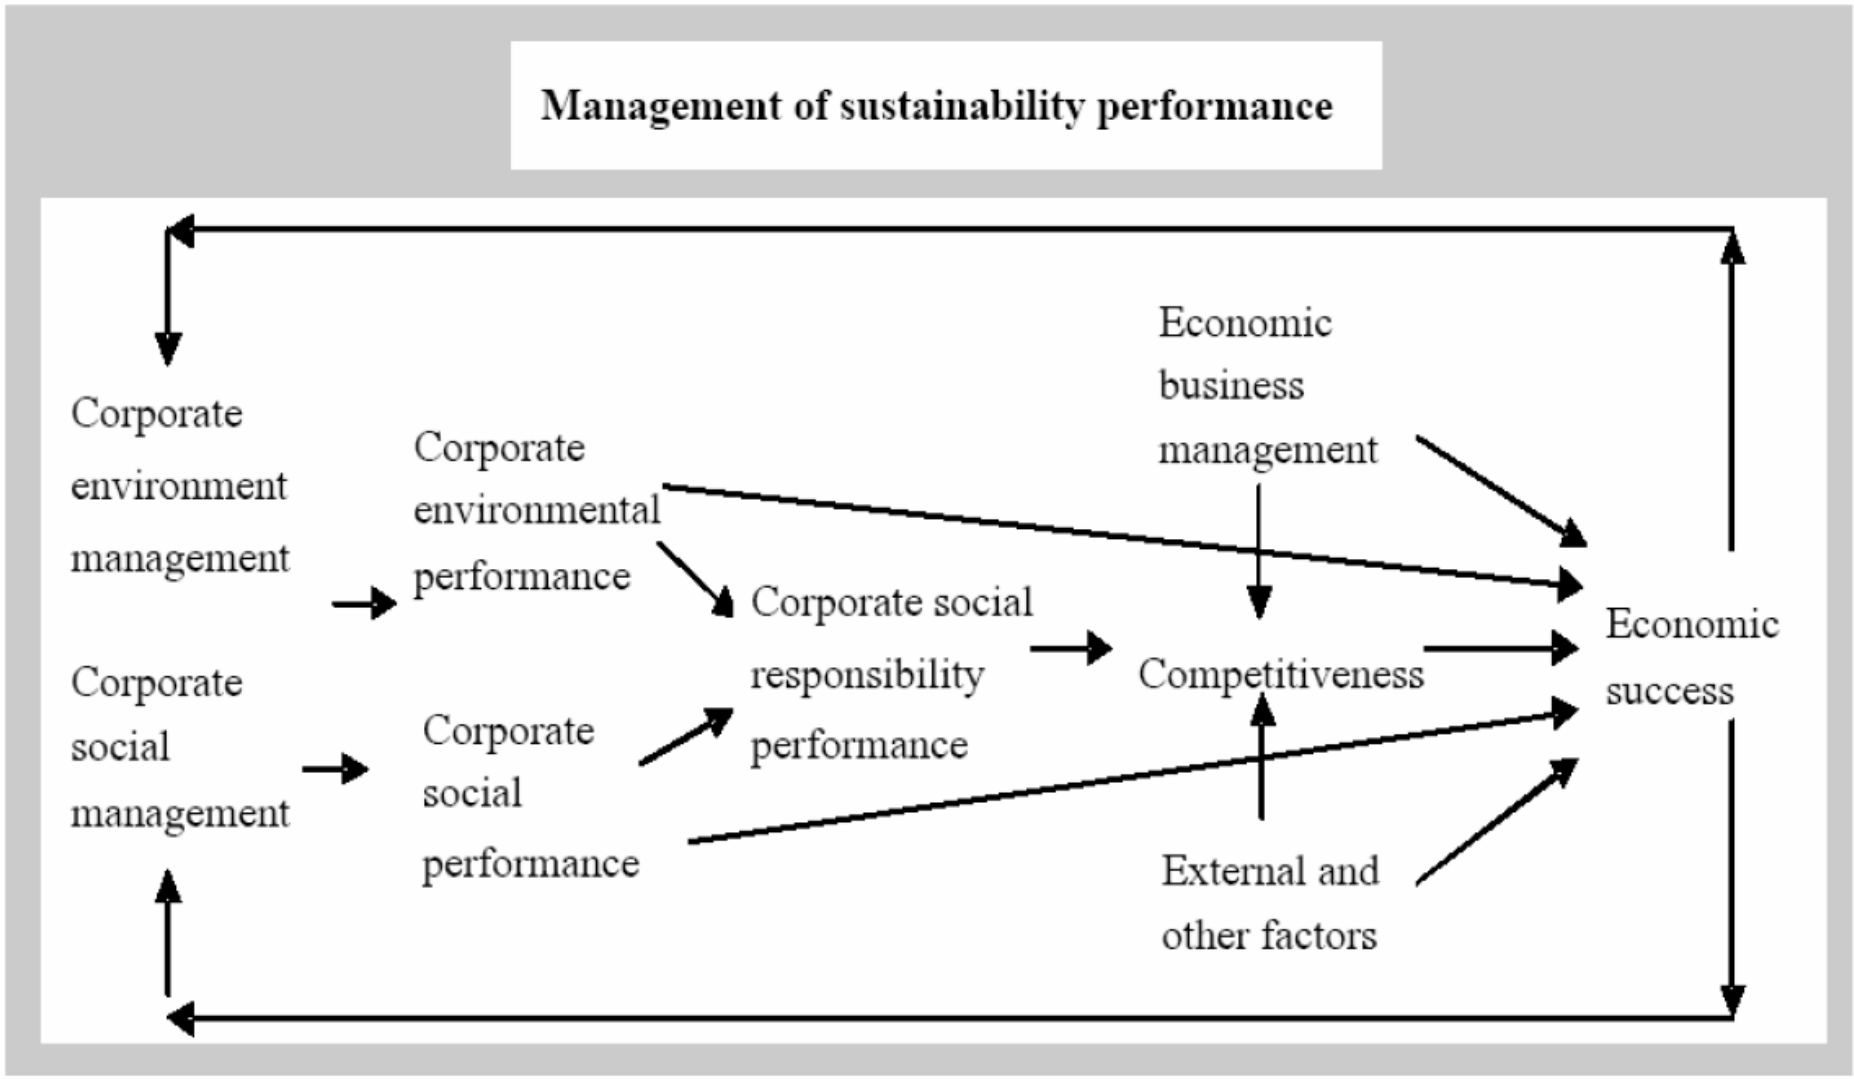 Management of sustainability performance
Corporate
environment
management
Corporate
social
management
Corporate
environmental
performance
Corporate
social
performance
Corporate social
responsibility
performance
Economic
business
management
Competitiveness
External and
other factors
Economic
success